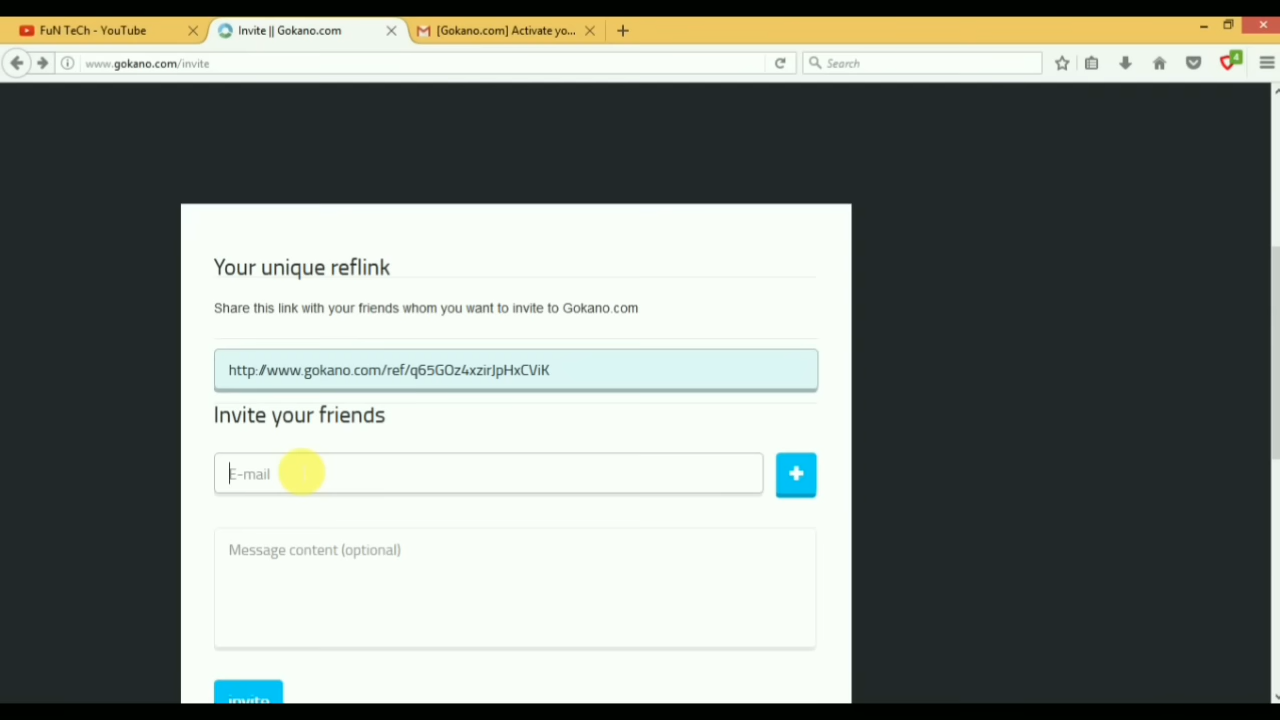 FuN TeCh - YouTube
Invite || Gokano.com
[Gokano.com] Activate yo...
www.gokano.com/invite
Search
4
Your unique reflink
Share this link with your friends whom you want to invite to Gokano.com
http://www.gokano.com/ref/q65GOz4xzirJpHxCViK
Invite your friends
E-mail
+
Message content (optional)
invite